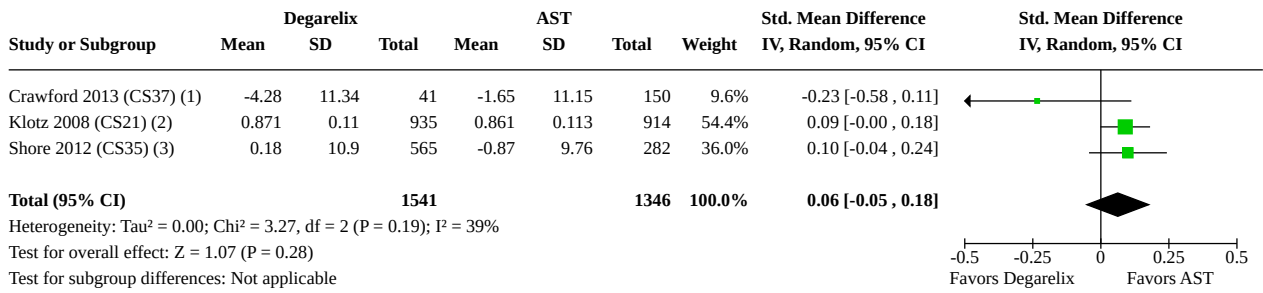 Degarelix AST Std. Mean Difference Std. Mean Difference
Study or Subgroup Mean SD Total Mean SD Total Weight IV, Random, 95% CI IV, Random, 95% CI
Crawford 2013 (CS37) (1) -4.28 11.34 41 -1.65 11.15 150 9.6% -0.23 [-0.58 , 0.11]
Klotz 2008 (CS21) (2) 0.871 0.11 935 0.861 0.113 914 54.4% 0.09 [-0.00 , 0.18]
Shore 2012 (CS35) (3) 0.18 10.9 565 -0.87 9.76 282 36.0% 0.10 [-0.04 , 0.24]
Total (95% CI) 1541 1346 100.0% 0.06 [-0.05 , 0.18]
Heterogeneity: Tau² = 0.00; Chi² = 3.27, df = 2 (P = 0.19); I² = 39%
Test for overall effect: Z = 1.07 (P = 0.28)
-0.5 -0.25 0 0.25 0.5
Test for subgroup differences: Not applicable
Favors Degarelix Favors AST